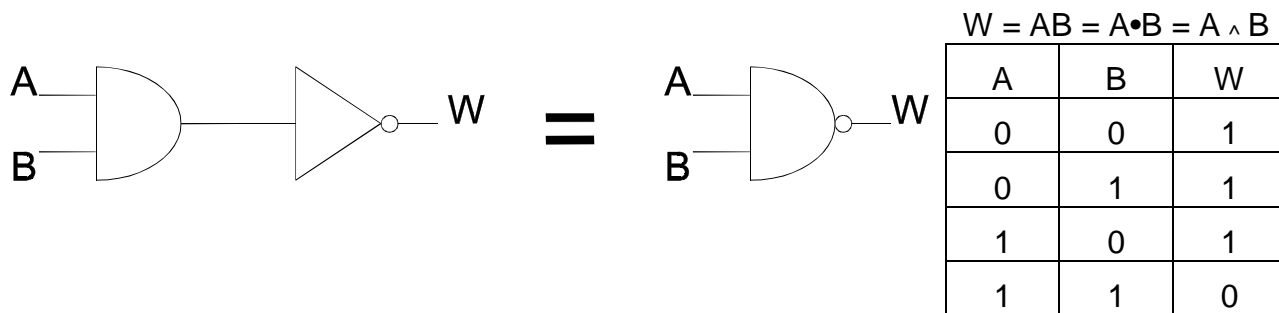 W = AB = A•B = A ^ B
A
B
W
=
A
B
W
A B W
0 0 1
0 1 1
1 0 1
1 1 0